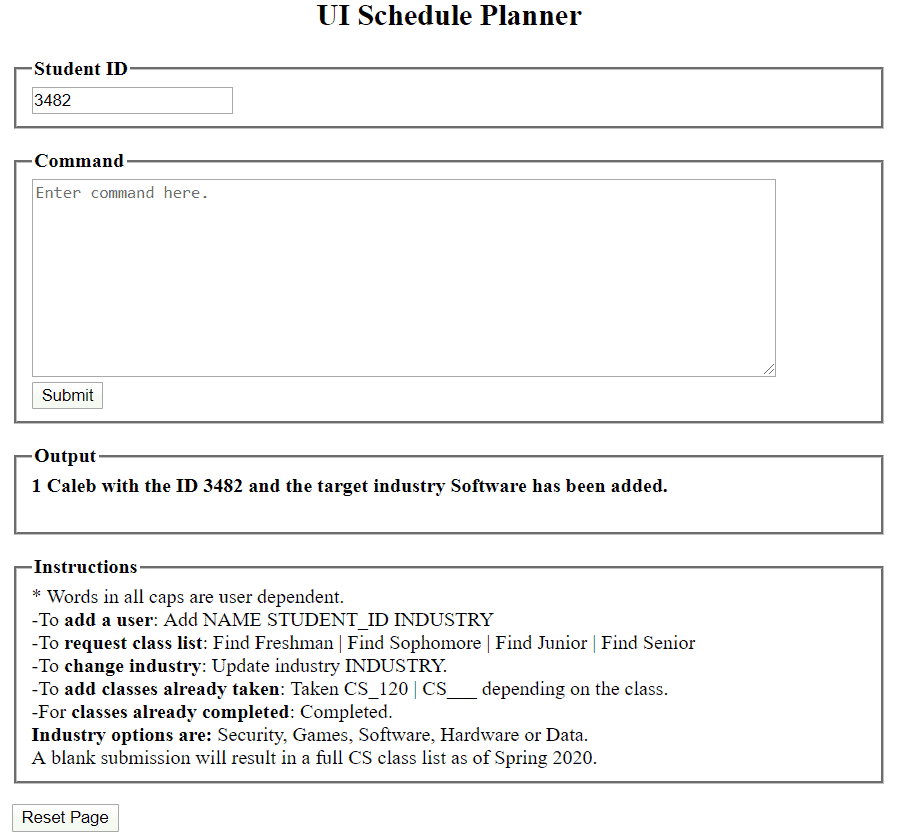 UI Schedule Planner
Student ID
3482
Command
Enter command here.
Submit
Output
1 Caleb with the ID 3482 and the target industry Software has been added.
Instructions
* Words in all caps are user dependent.
-To add a user: Add NAME STUDENT_ID INDUSTRY
-To request class list: Find Freshman | Find Sophomore | Find Junior | Find Senior
-To change industry: Update industry INDUSTRY.
-To add classes already taken: Taken CS_120 | CS___ depending on the class.
-For classes already completed: Completed.
Industry options are: Security, Games, Software, Hardware or Data.
A blank submission will result in a full CS class list as of Spring 2020.
Reset Page